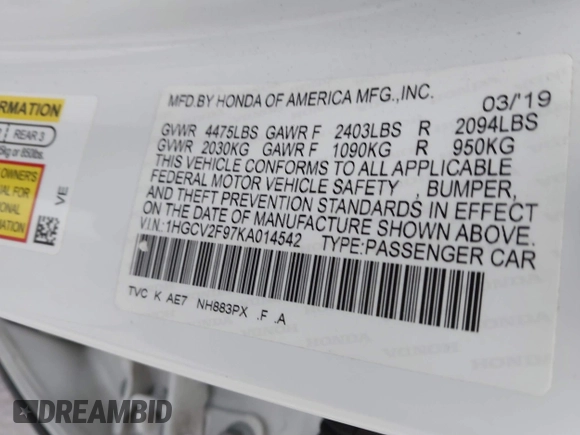 MFD.BY HONDA OF AMERICA MFG.,INC. 03/'19
GVWR 4475LBS GAWR F 2403LBS R 2094LBS
GVWR 2030KG GAWR F 1090KG R 950KG
THIS VEHICLE CONFORMS TO ALL APPLICABLE
FEDERAL MOTOR VEHICLE SAFETY , BUMPER,
AND THEFT PREVENTION STANDARDS IN EFFECT
ON THE DATE OF MANUFACTURE SHOWN ABOVE.
V.I.N.: 1HGCV2F97KA014542 TYPE:PASSENGER CAR
TVC K AE7 NH883PX .F .A
REAR 3
OWNER'S
VE
DREAMBID